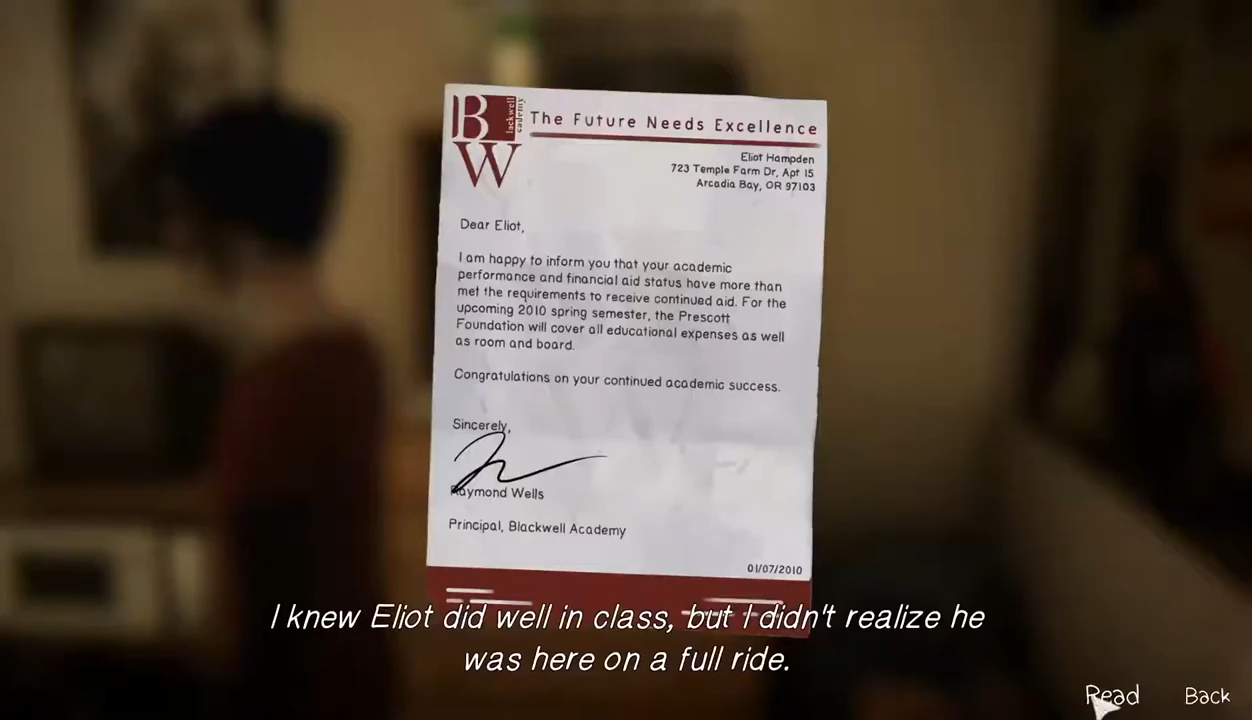 B lackwell cademy
W
The Future Needs Excellence
Eliot Hampden
723 Temple Farm Dr, Apt 15
Arcadia Bay, OR 97103
Dear Eliot,
I am happy to inform you that your academic
performance and financial aid status have more than
met the requirements to receive continued aid. For the
upcoming 2010 spring semester, the Prescott
Foundation will cover all educational expenses as well
as room and board.
Congratulations on your continued academic success.
Sincerely,
Raymond Wells
Principal, Blackwell Academy
01/07/2010
I knew Eliot did well in class, but I didn't realize he
was here on a full ride.
Read Back